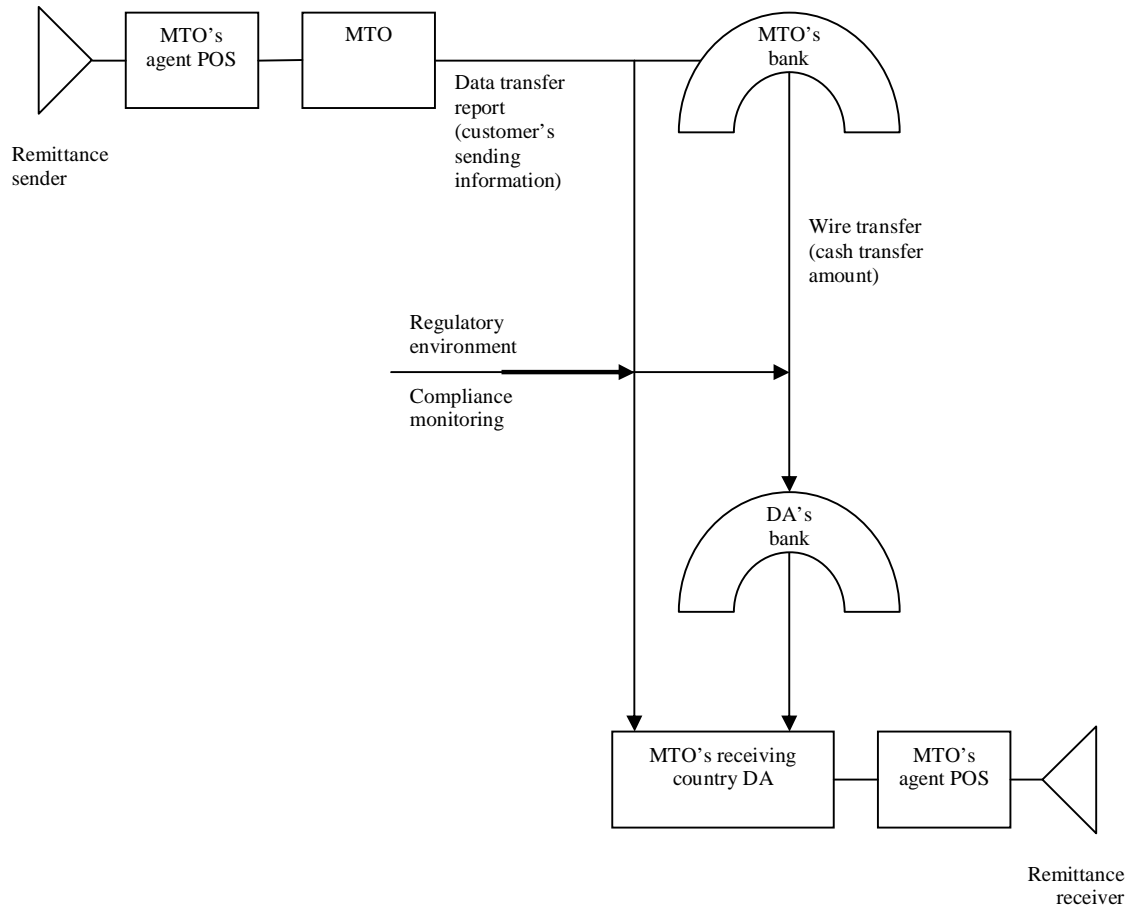 MTO’s
agent POS
MTO
MTO’s
bank
Data transfer
report
(customer’s
sending
information)
Remittance
sender
Wire transfer
(cash transfer
amount)
Regulatory
environment
Compliance
monitoring
DA’s
bank
MTO’s receiving
country DA
MTO’s
agent POS
Remittance
receiver